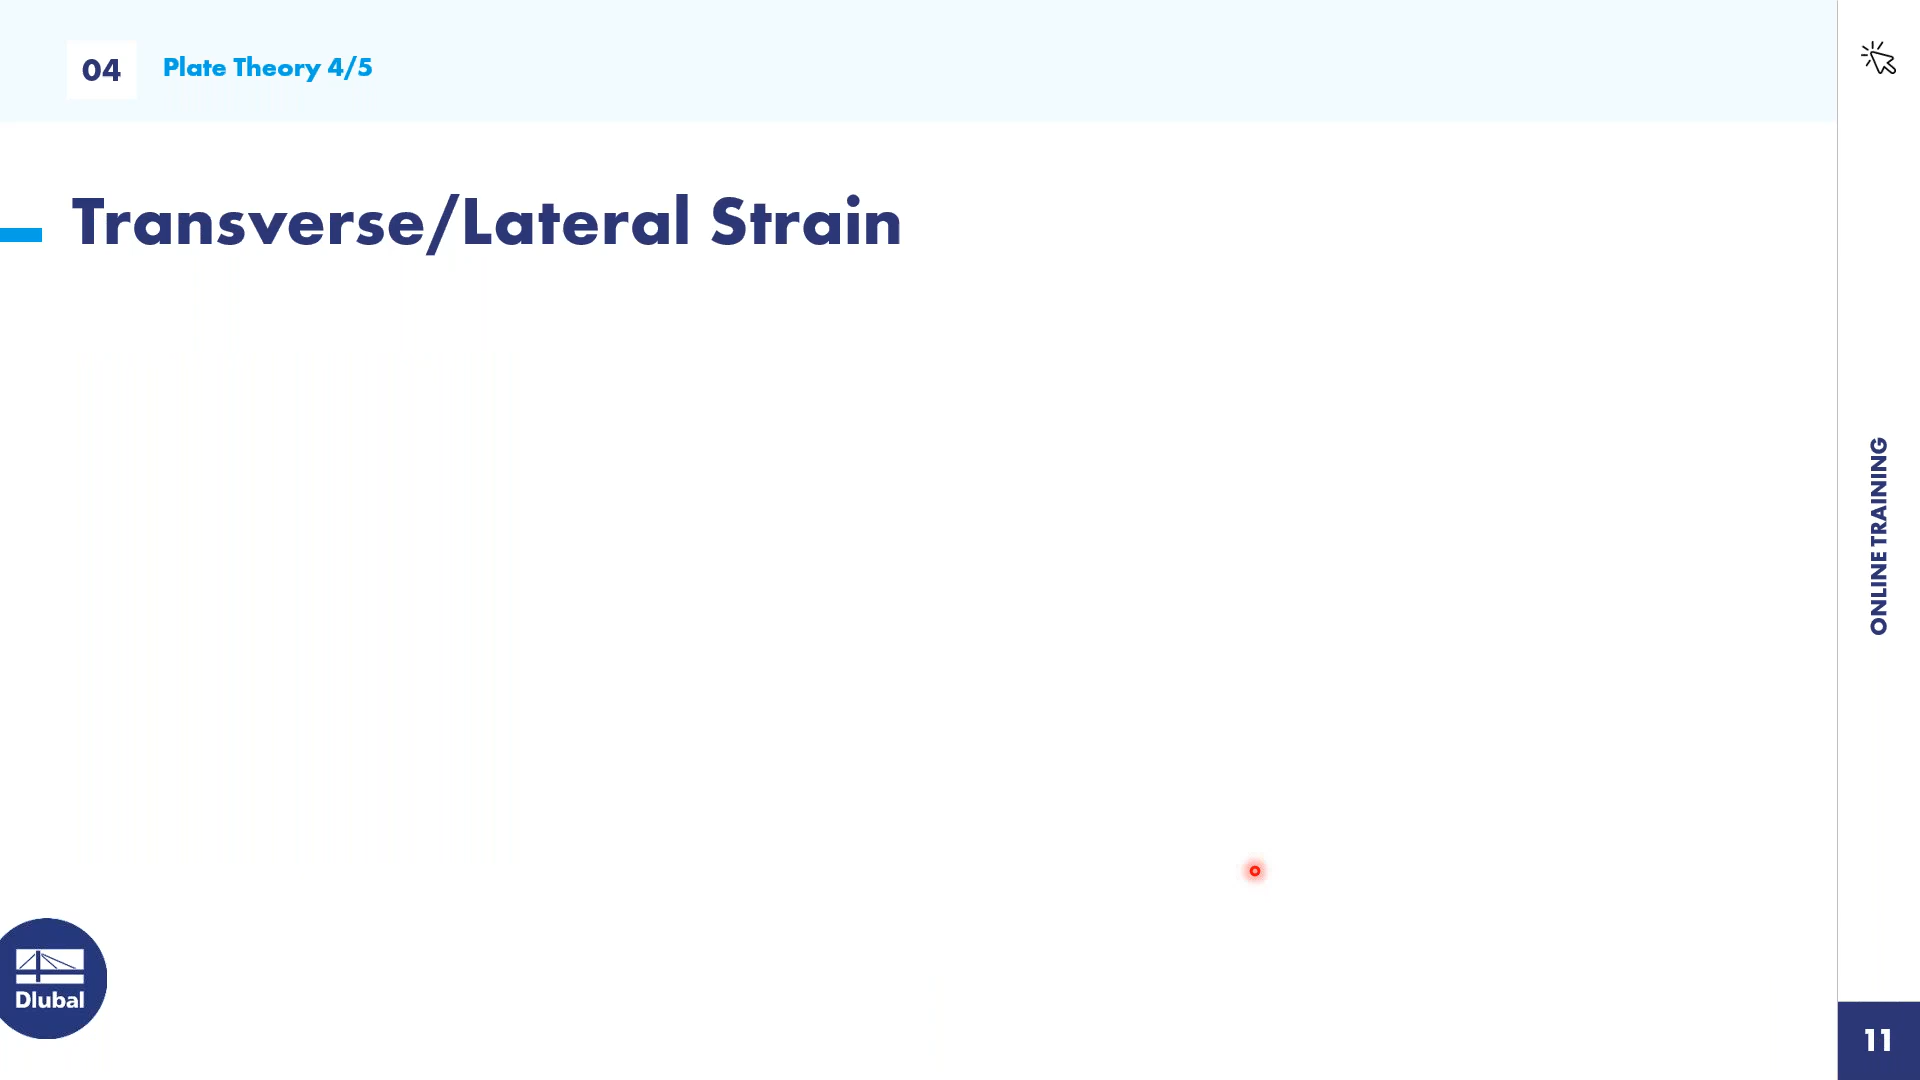 04
Plate Theory 4/5
Transverse/Lateral Strain
ONLINE TRAINING
Dlubal
11